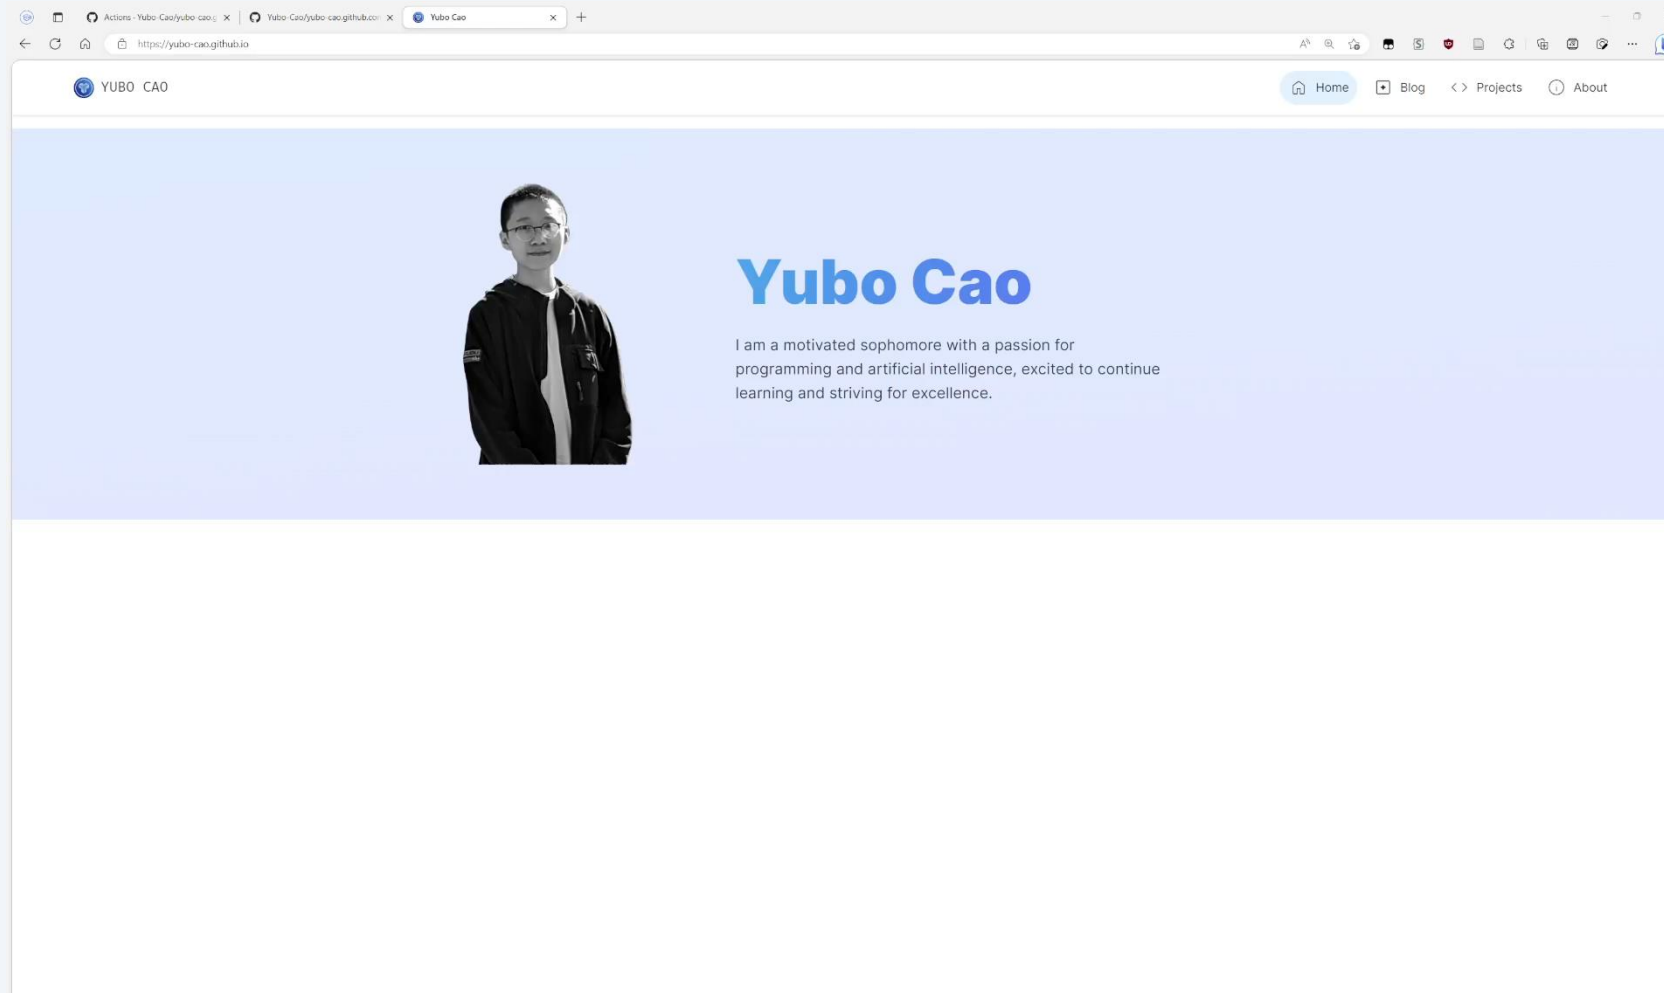 Actions · Yubo-Cao/yubo-cao.g
Yubo-Cao/yubo-cao.github.com
Yubo Cao
https://yubo-cao.github.io
YUBO CAO
Home
Blog
Projects
About
Yubo Cao
I am a motivated sophomore with a passion for
programming and artificial intelligence, excited to continue
learning and striving for excellence.